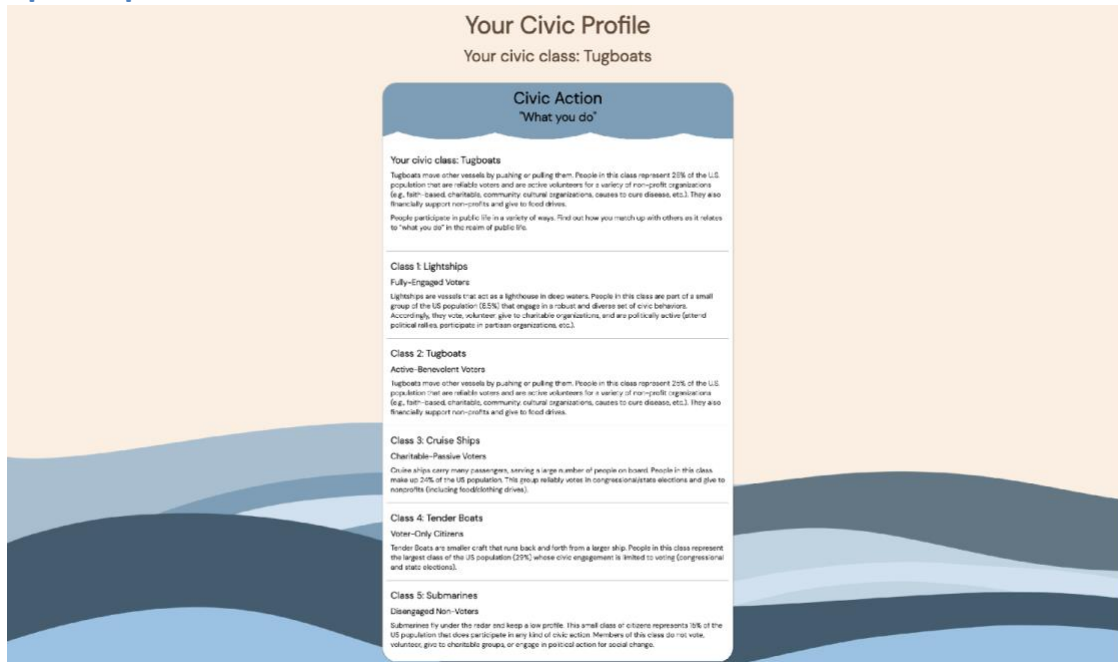 Your Civic Profile
Your civic class: Tugboats
Civic Action
"What you do"
Your civic class: Tugboats
Tugboats move other vessels by pushing or pulling them. People in this class represent 25% of the U.S.
population that are reliable voters and are active volunteers for a variety of non-profit organizations
(e.g., faith-based, charitable, community, cultural organizations, causes to cure disease, etc.). They also
financially support non-profits and give to food drives.
People participate in public life in a variety of ways. Find out how you match up with others as it relates
to "what you do" in the realm of public life.
Class 1: Lightships
Fully-Engaged Voters
Lightships are vessels that act as a lighthouse in deep waters. People in this class are part of a small
group of the US population (6.5%) that engage in a robust and diverse set of civic behaviors.
Accordingly, they vote, volunteer, give to charitable organizations, and are politically active (attend
political rallies, participate in partisan organizations, etc.).
Class 2: Tugboats
Active-Benevolent Voters
Tugboats move other vessels by pushing or pulling them. People in this class represent 25% of the U.S.
population that are reliable voters and are active volunteers for a variety of non-profit organizations
(e.g., faith-based, charitable, community, cultural organizations, causes to cure disease, etc.). They also
financially support non-profits and give to food drives.
Class 3: Cruise Ships
Charitable-Passive Voters
Cruise ships carry many passengers, serving a large number of people on board. People in this class
make up 24% of the US population. This group reliably votes in congressional/state elections and give to
nonprofits (including food/clothing drives).
Class 4: Tender Boats
Voter-Only Citizens
Tender Boats are smaller craft that runs back and forth from a larger ship. People in this class represent
the largest class of the US population (29%) whose civic engagement is limited to voting (congressional
and state elections).
Class 5: Submarines
Disengaged Non-Voters
Submarines fly under the radar and keep a low profile. This small class of citizens represents 15% of the
US population that does participate in any kind of civic action. Members of this class do not vote,
volunteer, give to charitable groups, or engage in political action for social change.